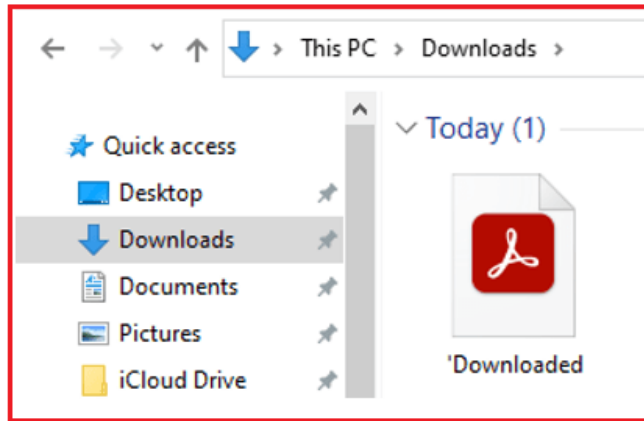 This PC > Downloads >
Quick access
Desktop
Downloads
Documents
Pictures
iCloud Drive
Today (1)
'Downloaded